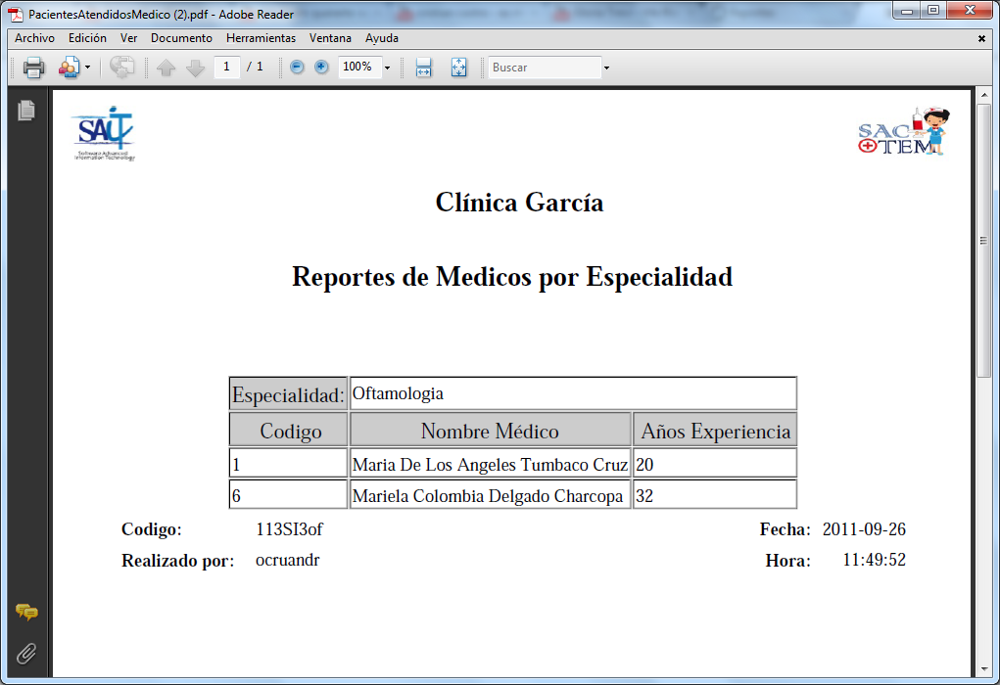 PacientesAtendidosMedico (2).pdf - Adobe Reader
Archivo Edición Ver Documento Herramientas Ventana Ayuda
1 / 1 100% Buscar
SAIT
Software Advanced
Information Technology
SAC
OTEM
Clínica García
Reportes de Medicos por Especialidad
Especialidad: Oftamologia
Codigo Nombre Médico Años Experiencia
1 Maria De Los Angeles Tumbaco Cruz 20
6 Mariela Colombia Delgado Charcopa 32
Codigo: 113SI3of Fecha: 2011-09-26
Realizado por: ocruandr Hora: 11:49:52